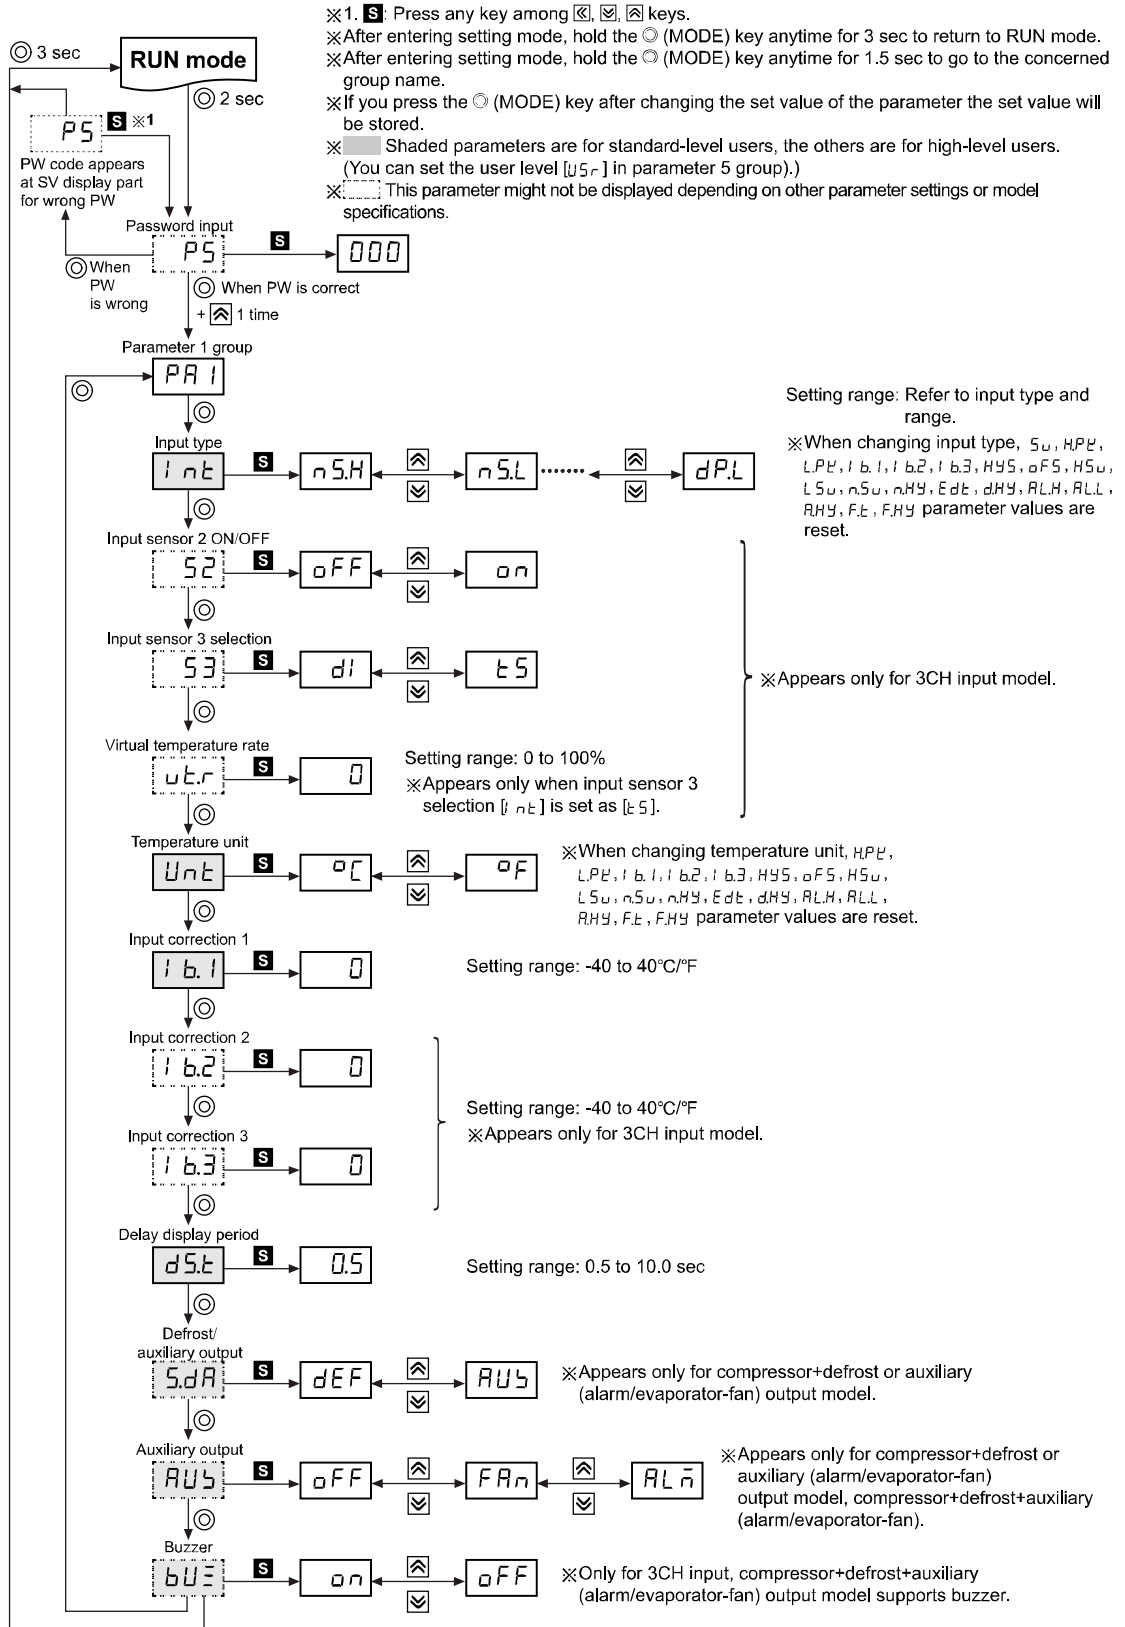 ※1. S: Press any key among keys.
※After entering setting mode, hold the ◎ (MODE) key anytime for 3 sec to return to RUN mode.
※After entering setting mode, hold the ◎ (MODE) key anytime for 1.5 sec to go to the concerned
group name.
※If you press the ◎ (MODE) key after changing the set value of the parameter the set value will
be stored.
※ Shaded parameters are for standard-level users, the others are for high-level users.
(You can set the user level [USr] in parameter 5 group).)
※ This parameter might not be displayed depending on other parameter settings or model
specifications.
◎ 3 sec
RUN mode
◎ 2 sec
PS
S ※1
PW code appears
at SV display part
for wrong PW
Password input
PS
S
000
◎ When
PW
is wrong
◎ When PW is correct
+ 1 time
Parameter 1 group
PA1
◎
◎
Input type
Int
S
nS.H
nS.L
.......
dP.L
Setting range: Refer to input type and
range.
※When changing input type, Su, H.PV,
L.PV, Ib.1, Ib.2, Ib.3, HYS, oFS, HSu,
LSu, n.Su, n.HY, Edt, d.HY, AL.H, AL.L,
A.HY, F.t, F.HY parameter values are
reset.
◎
Input sensor 2 ON/OFF
S2
S
oFF
on
◎
Input sensor 3 selection
S3
S
dI
tS
※Appears only for 3CH input model.
◎
Virtual temperature rate
ut.r
S
0
Setting range: 0 to 100%
※Appears only when input sensor 3
selection [Int] is set as [tS].
◎
Temperature unit
Unt
S
°C
°F
※When changing temperature unit, H.PV,
L.PV, Ib.1, Ib.2, Ib.3, HYS, oFS, HSu,
LSu, n.Su, n.HY, Edt, d.HY, AL.H, AL.L,
A.HY, F.t, F.HY parameter values are reset.
◎
Input correction 1
Ib.1
S
0
Setting range: -40 to 40°C/°F
◎
Input correction 2
Ib.2
S
0
◎
Setting range: -40 to 40°C/°F
※Appears only for 3CH input model.
Input correction 3
Ib.3
S
0
◎
Delay display period
dS.t
S
0.5
Setting range: 0.5 to 10.0 sec
◎
Defrost/
auxiliary output
S.dA
S
dEF
AUS
※Appears only for compressor+defrost or auxiliary
(alarm/evaporator-fan) output model.
◎
Auxiliary output
AUS
S
oFF
FAn
ALM
※Appears only for compressor+defrost or
auxiliary (alarm/evaporator-fan)
output model, compressor+defrost+auxiliary
(alarm/evaporator-fan).
◎
Buzzer
bUZ
S
on
oFF
※Only for 3CH input, compressor+defrost+auxiliary
(alarm/evaporator-fan) output model supports buzzer.